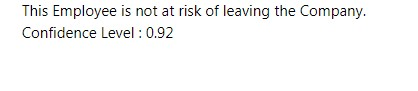 This Employee is not at risk of leaving the Company.
Confidence Level : 0.92